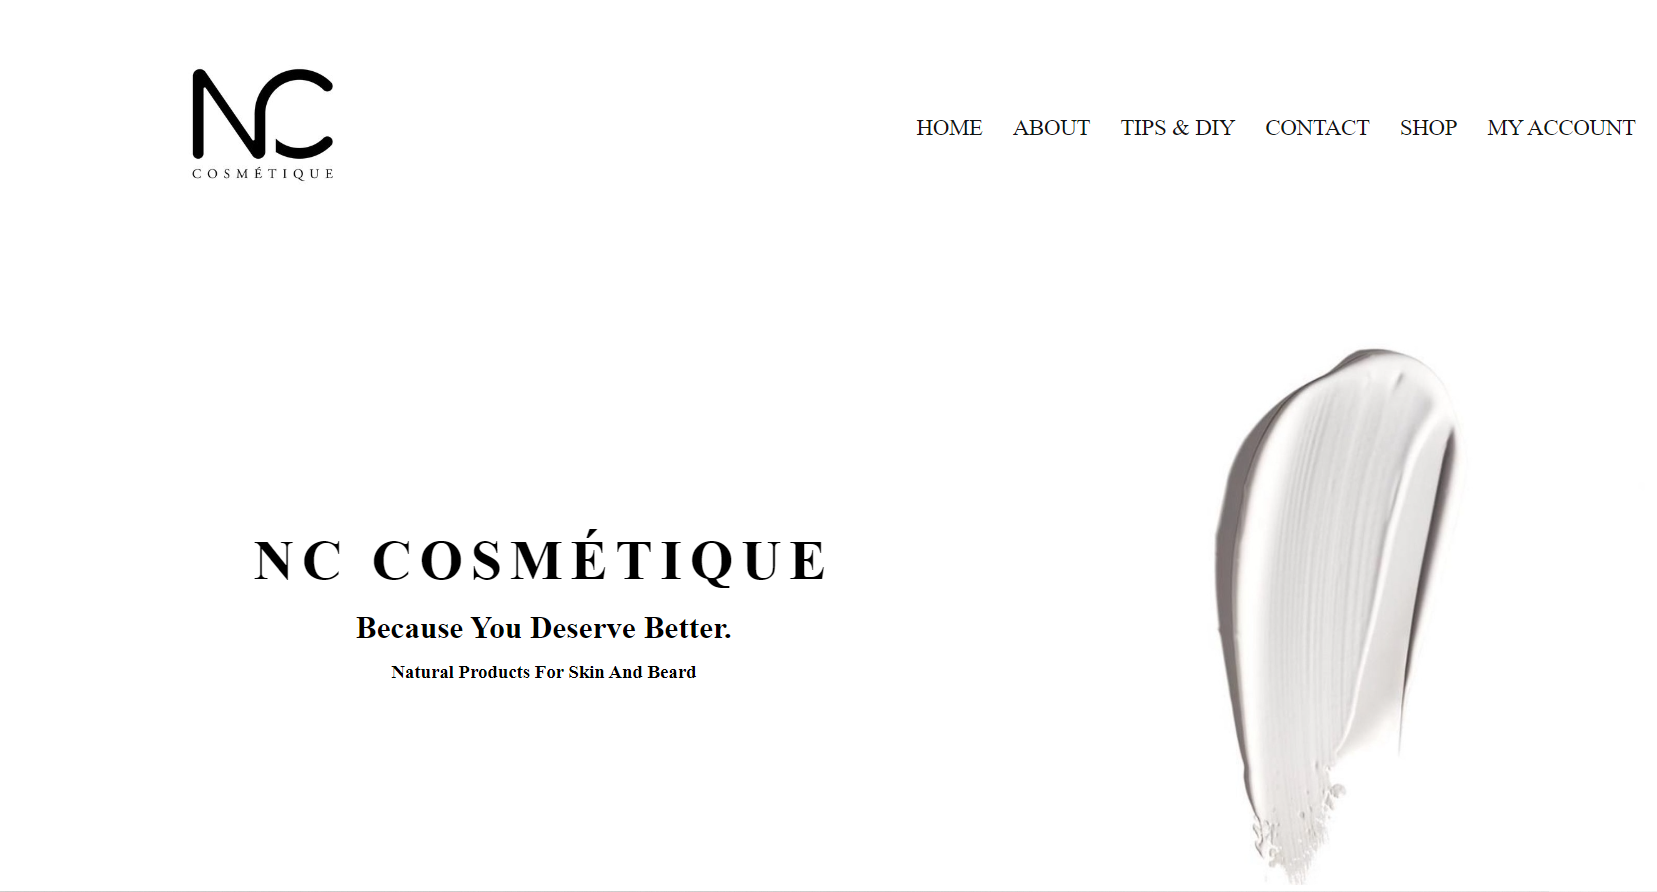 NC
COSMÉTIQUE
HOME ABOUT TIPS & DIY CONTACT SHOP MY ACCOUNT
NC COSMÉTIQUE
Because You Deserve Better.
Natural Products For Skin And Beard